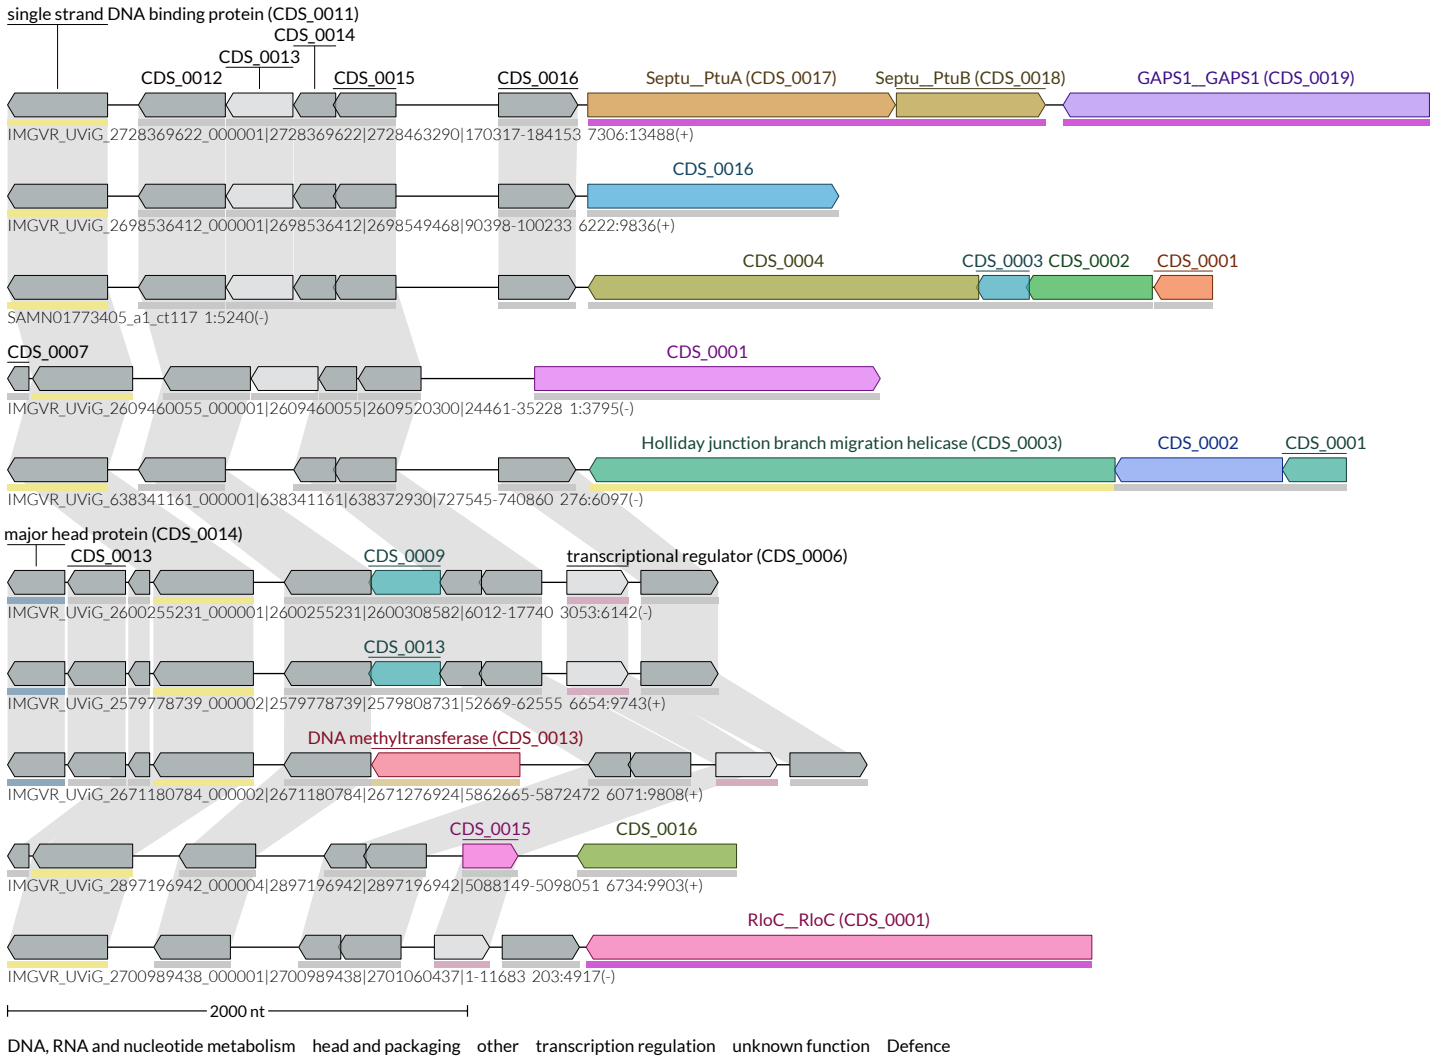 single strand DNA binding protein (CDS_0011)
CDS_0014
CDS_0013
CDS_0012 CDS_0015 CDS_0016 Septu__PtuA (CDS_0017) Septu__PtuB (CDS_0018) GAPS1__GAPS1 (CDS_0019)
IMGVR_UViG_2728369622_000001|2728369622|2728463290|170317-184153 7306:13488(+)
CDS_0016
IMGVR_UViG_2698536412_000001|2698536412|2698549468|90398-100233 6222:9836(+)
CDS_0004 CDS_0003 CDS_0002 CDS_0001
SAMN01773405_a1_ct117 1:5240(-)
CDS_0007 CDS_0001
IMGVR_UViG_2609460055_000001|2609460055|2609520300|24461-35228 1:3795(-)
Holliday junction branch migration helicase (CDS_0003) CDS_0002 CDS_0001
IMGVR_UViG_638341161_000001|638341161|638372930|727545-740860 276:6097(-)
major head protein (CDS_0014)
CDS_0013 CDS_0009 transcriptional regulator (CDS_0006)
IMGVR_UViG_2600255231_000001|2600255231|2600308582|6012-17740 3053:6142(-)
CDS_0013
IMGVR_UViG_2579778739_000002|2579778739|2579808731|52669-62555 6654:9743(+)
DNA methyltransferase (CDS_0013)
IMGVR_UViG_2671180784_000002|2671180784|2671276924|5862665-5872472 6071:9808(+)
CDS_0015 CDS_0016
IMGVR_UViG_2897196942_000004|2897196942|2897196942|5088149-5098051 6734:9903(+)
RloC__RloC (CDS_0001)
IMGVR_UViG_2700989438_000001|2700989438|2701060437|1-11683 203:4917(-)
2000 nt
DNA, RNA and nucleotide metabolism head and packaging other transcription regulation unknown function Defence